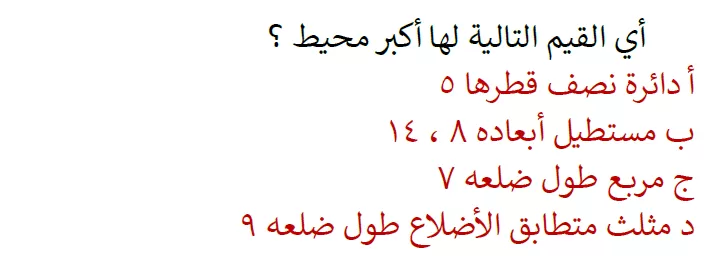 أي القيم التالية لها أكبر محيط ؟
أ دائرة نصف قطرها ٥
ب مستطيل أبعاده ٨ ، ١٤
ج مربع طول ضلعه ٧
د مثلث متطابق الأضلاع طول ضلعه ٩